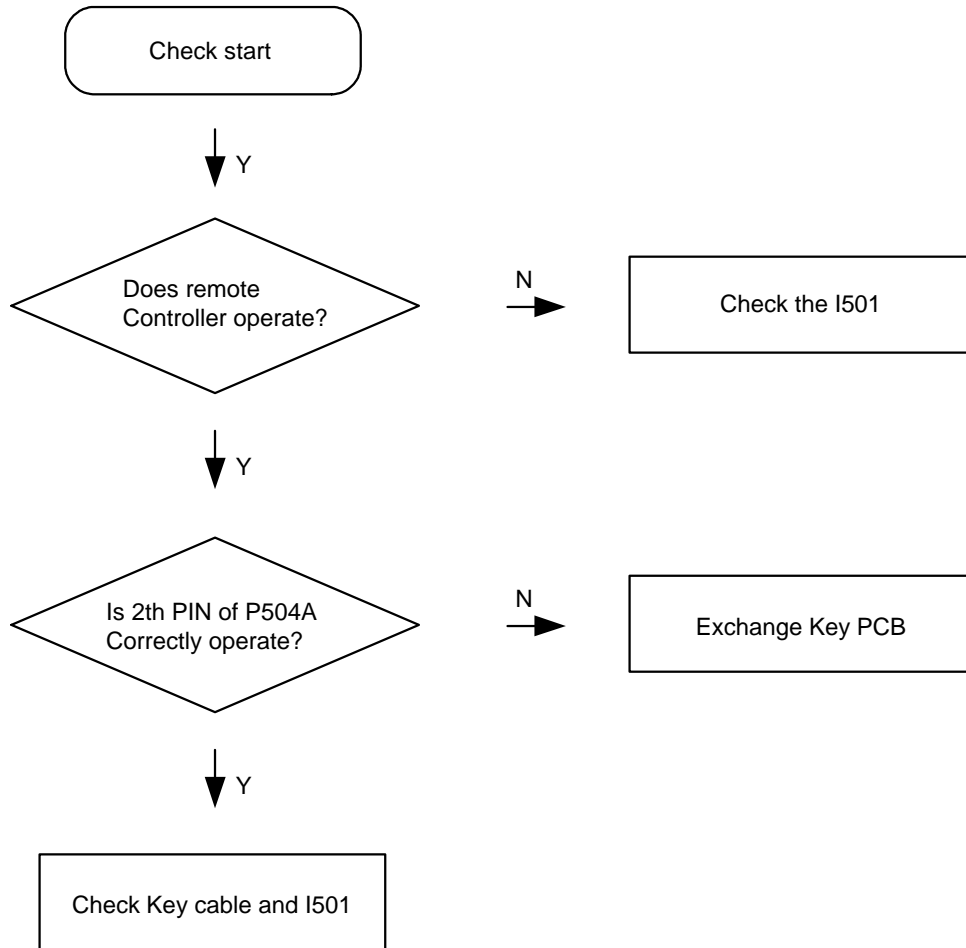 Check start
Y
Does remote
Controller operate?
N
Check the I501
Y
Is 2th PIN of P504A
Correctly operate?
N
Exchange Key PCB
Y
Check Key cable and I501